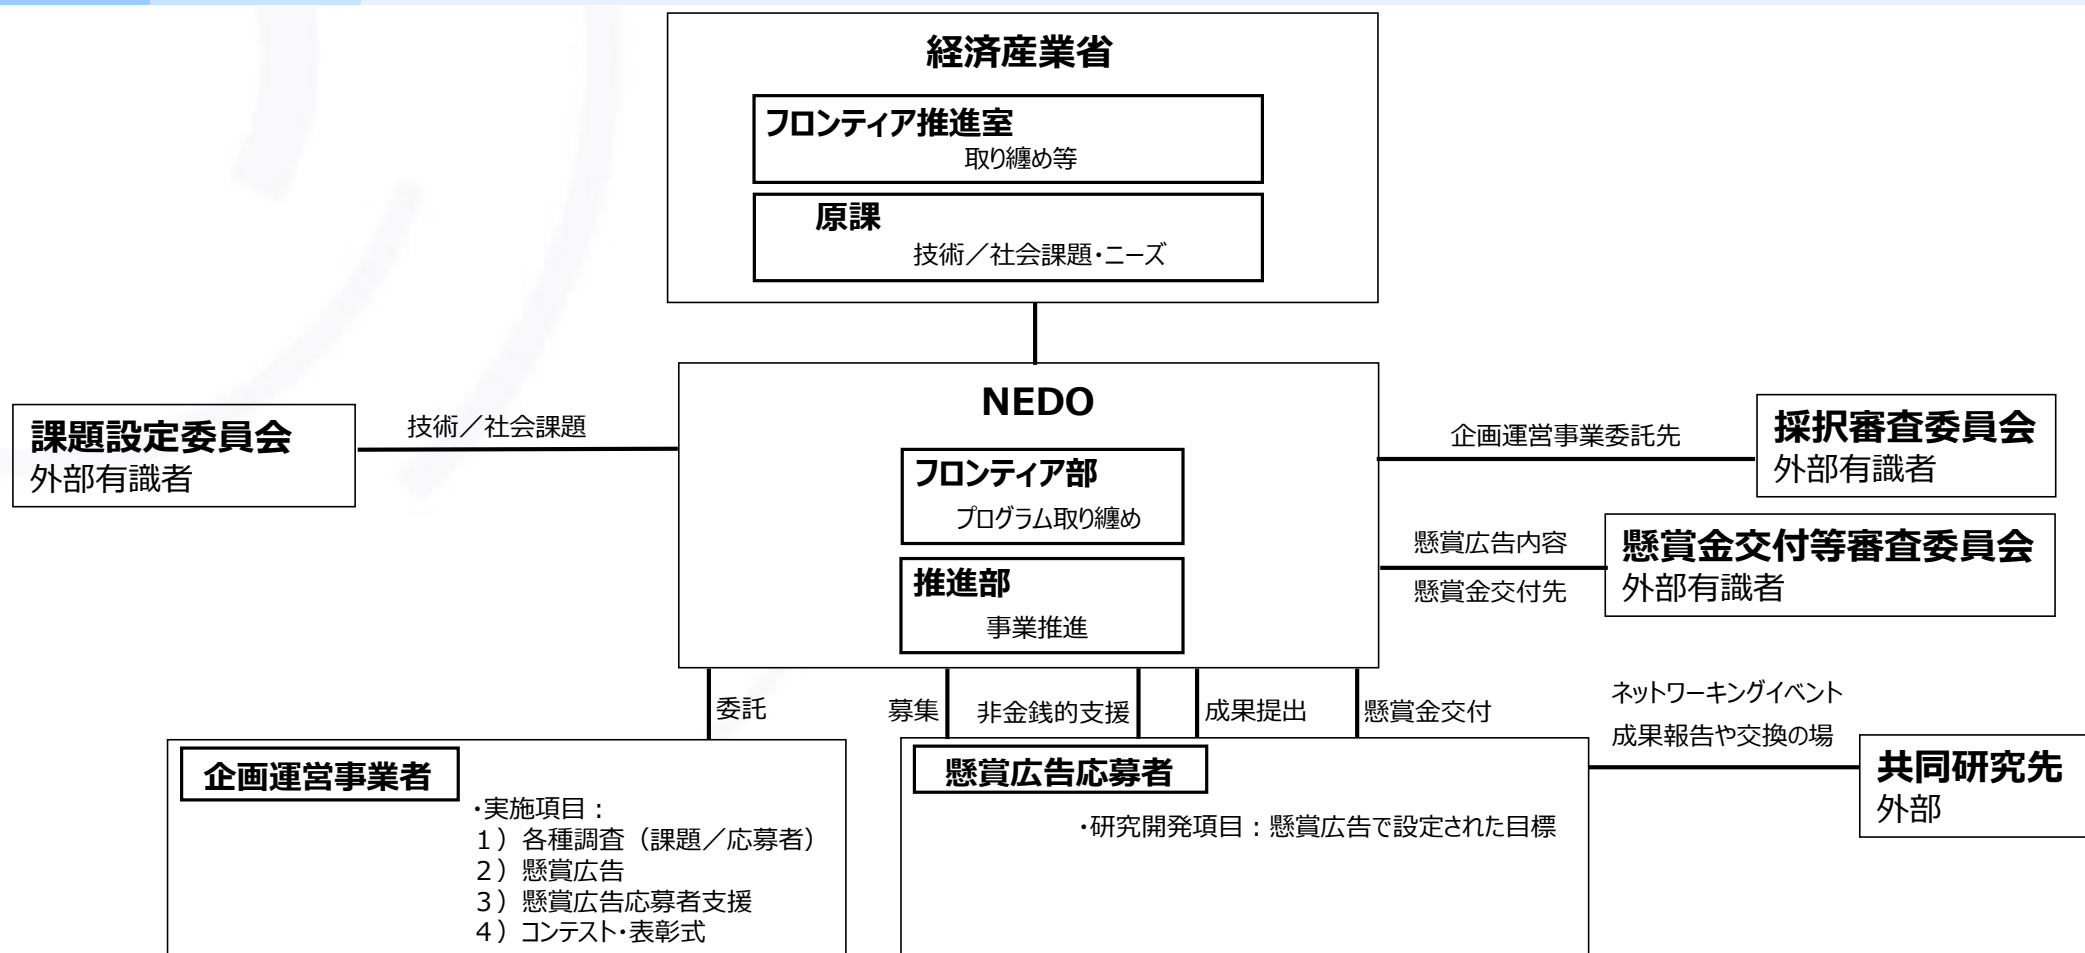 経済産業省
フロンティア推進室
取り纏め等
原課
技術／社会課題・ニーズ
NEDO
フロンティア部
プログラム取り纏め
推進部
事業推進
課題設定委員会
外部有識者
技術／社会課題
企画運営事業委託先
採択審査委員会
外部有識者
懸賞広告内容
懸賞金交付先
懸賞金交付等審査委員会
外部有識者
委託
募集
非金銭的支援
成果提出
懸賞金交付
ネットワーキングイベント
成果報告や交換の場
企画運営事業者
・実施項目：
１）各種調査（課題／応募者）
２）懸賞広告
３）懸賞広告応募者支援
４）コンテスト・表彰式
懸賞広告応募者
・研究開発項目：懸賞広告で設定された目標
共同研究先
外部